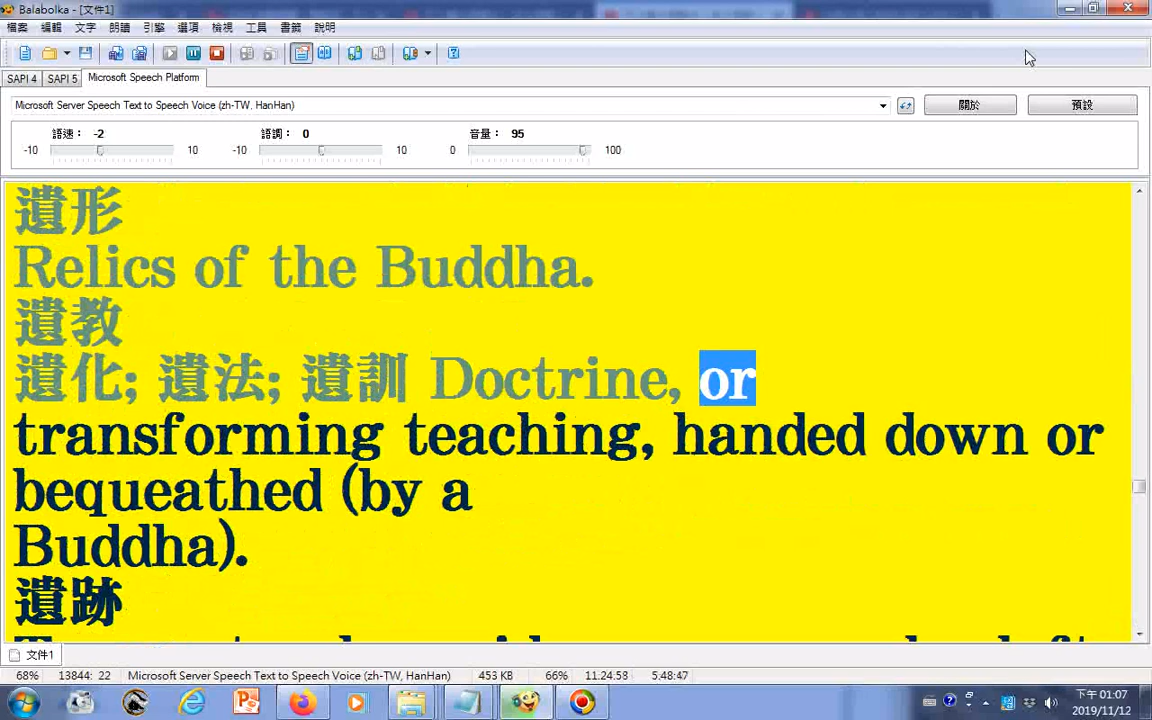 Balabolka - [文件1]
檔案 編輯 文字 朗讀 引擎 選項 檢視 工具 書籤 說明
SAPI 4 SAPI 5 Microsoft Speech Platform
Microsoft Server Speech Text to Speech Voice (zh-TW, HanHan) 關於 預設
語速： -2 語調： 0 音量： 95
-10 10 -10 10 0 100
遺形
Relics of the Buddha.
遺教
遺化; 遺法; 遺訓 Doctrine, or
transforming teaching, handed down or
bequeathed (by a
Buddha).
遺跡
文件1
68% 13844: 22 Microsoft Server Speech Text to Speech Voice (zh-TW, HanHan) 453 KB 66% 11:24:58 5:48:47
下午 01:07
2019/11/12